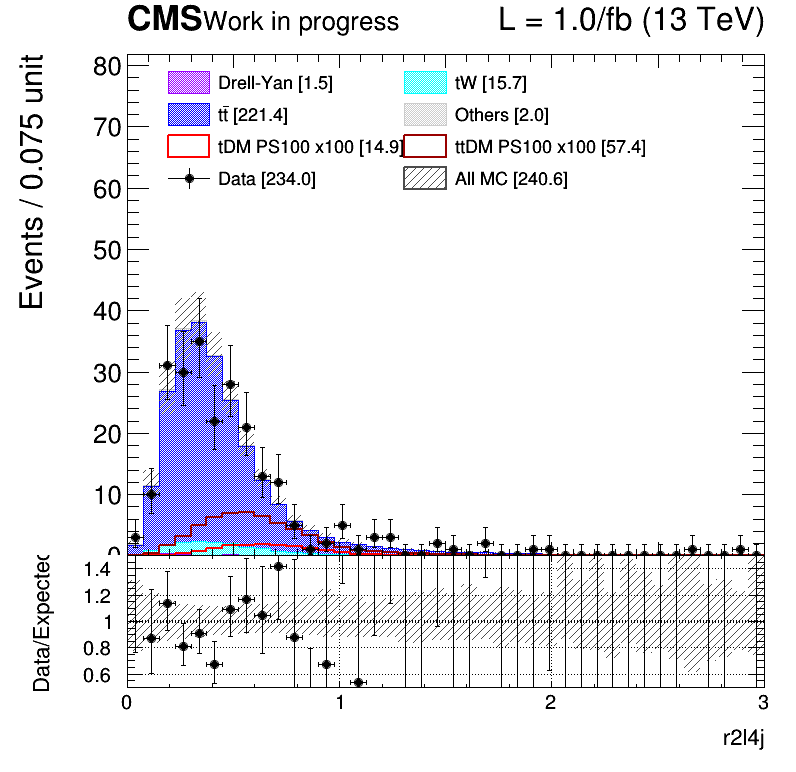 CMS Work in progress L = 1.0/fb (13 TeV)
Events / 0.075 unit
80
70
60
50
40
30
20
10
0
Drell-Yan [1.5] tW [15.7]
tt̄ [221.4] Others [2.0]
tDM PS100 x100 [14.9] ttDM PS100 x100 [57.4]
Data [234.0] All MC [240.6]
Data/Expected
1.4
1.2
1
0.8
0.6
0 1 2 3
r2l4j